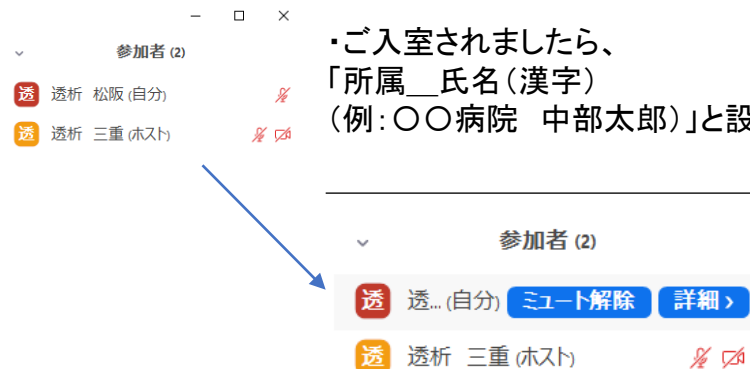 参加者 (2)
透 透析 松阪 (自分)
透 透析 三重 (ホスト)
・ご入室されましたら、
「所属__氏名(漢字)
(例:〇〇病院 中部太郎)」と設
参加者 (2)
透 透... (自分) ミュート解除 詳細 >
透 透析 三重 (ホスト)